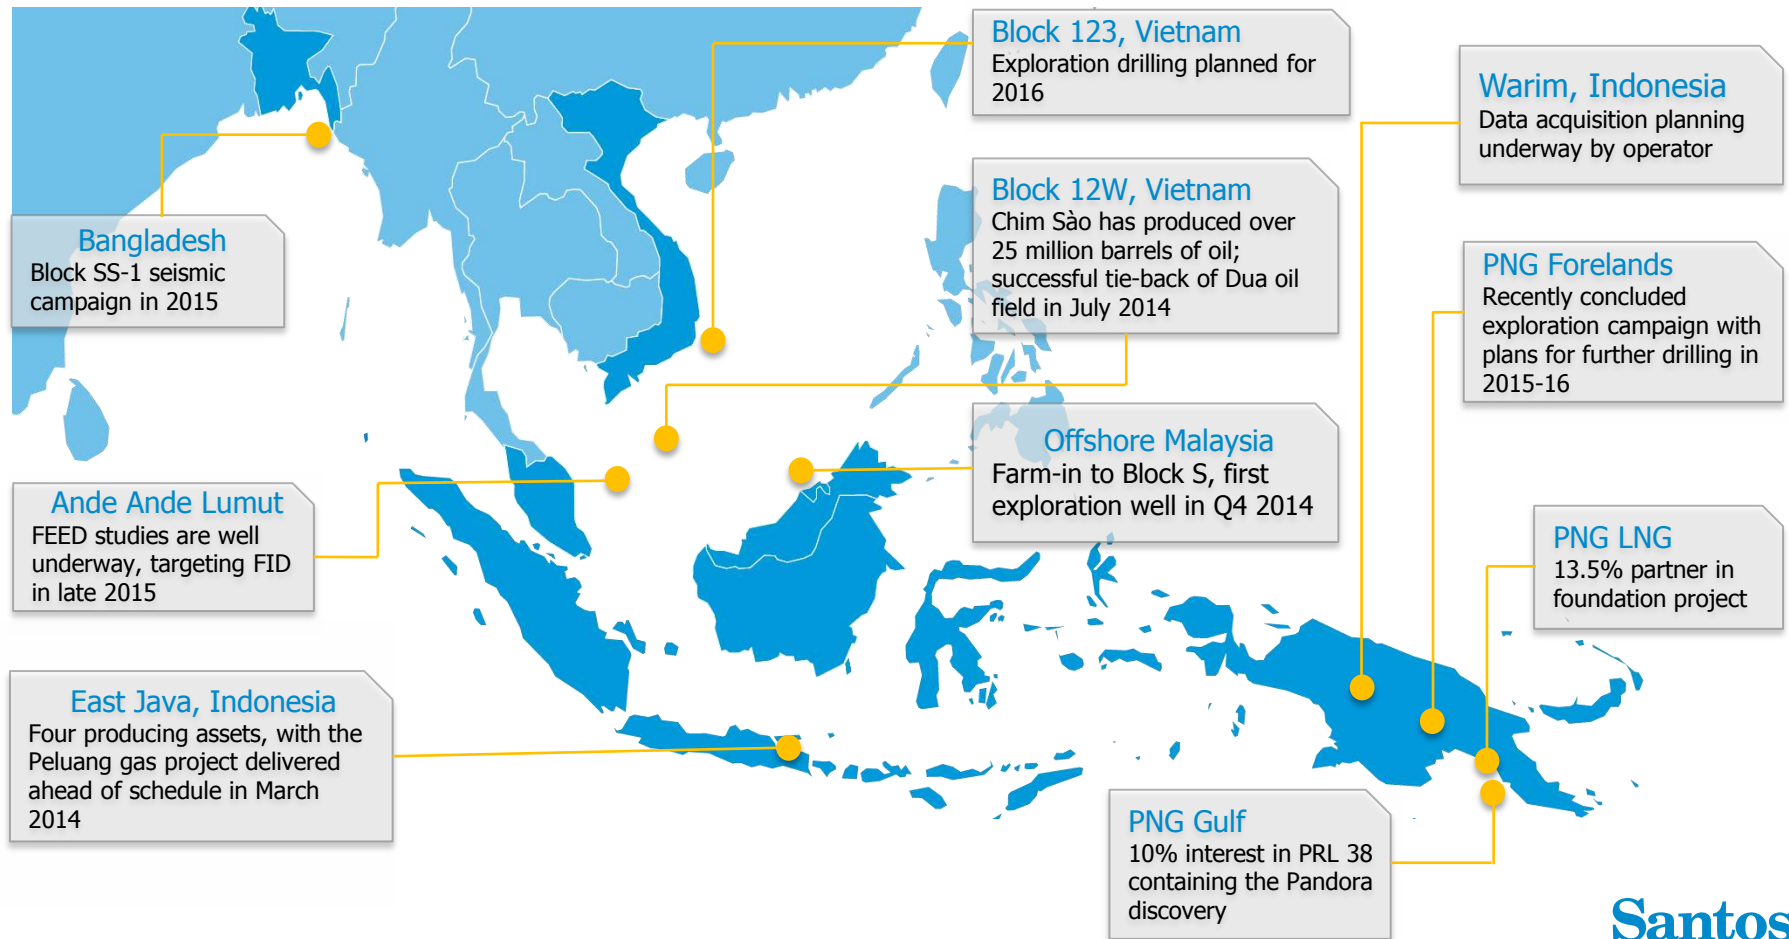 Block 123, Vietnam
Exploration drilling planned for
2016
Warim, Indonesia
Data acquisition planning
underway by operator
Block 12W, Vietnam
Chim Sào has produced over
25 million barrels of oil;
successful tie-back of Dua oil
field in July 2014
Bangladesh
Block SS-1 seismic
campaign in 2015
PNG Forelands
Recently concluded
exploration campaign with
plans for further drilling in
2015-16
Offshore Malaysia
Farm-in to Block S, first
exploration well in Q4 2014
Ande Ande Lumut
FEED studies are well
underway, targeting FID
in late 2015
PNG LNG
13.5% partner in
foundation project
East Java, Indonesia
Four producing assets, with the
Peluang gas project delivered
ahead of schedule in March
2014
PNG Gulf
10% interest in PRL 38
containing the Pandora
discovery
Santos